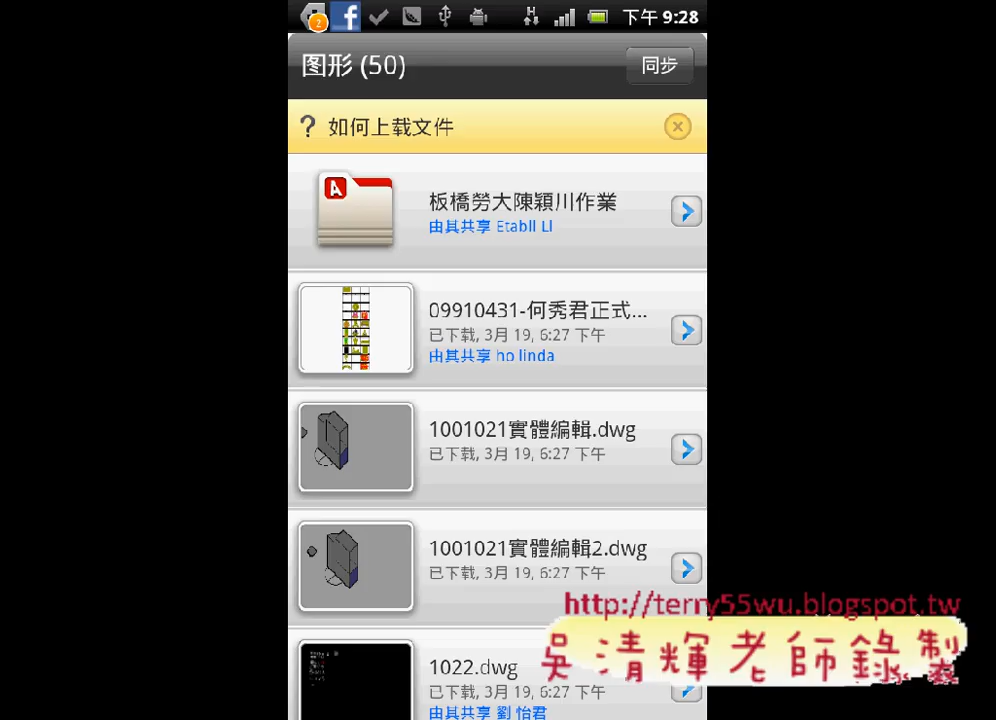 2
H
下午 9:28
图形 (50)
同步
? 如何上载文件
A
板橋勞大陳穎川作業
由其共享 Etabll LI
09910431-何秀君正式...
已下载, 3月 19, 6:27 下午
由其共享 ho linda
1001021實體編輯.dwg
已下载, 3月 19, 6:27 下午
1001021實體編輯2.dwg
已下载, 3月 19, 6:27 下午
http://terry55wu.blogspot.tw
吳清輝老師錄製
1022.dwg
已下载, 3月 19, 6:27 下午
由其共享 劉 怡君